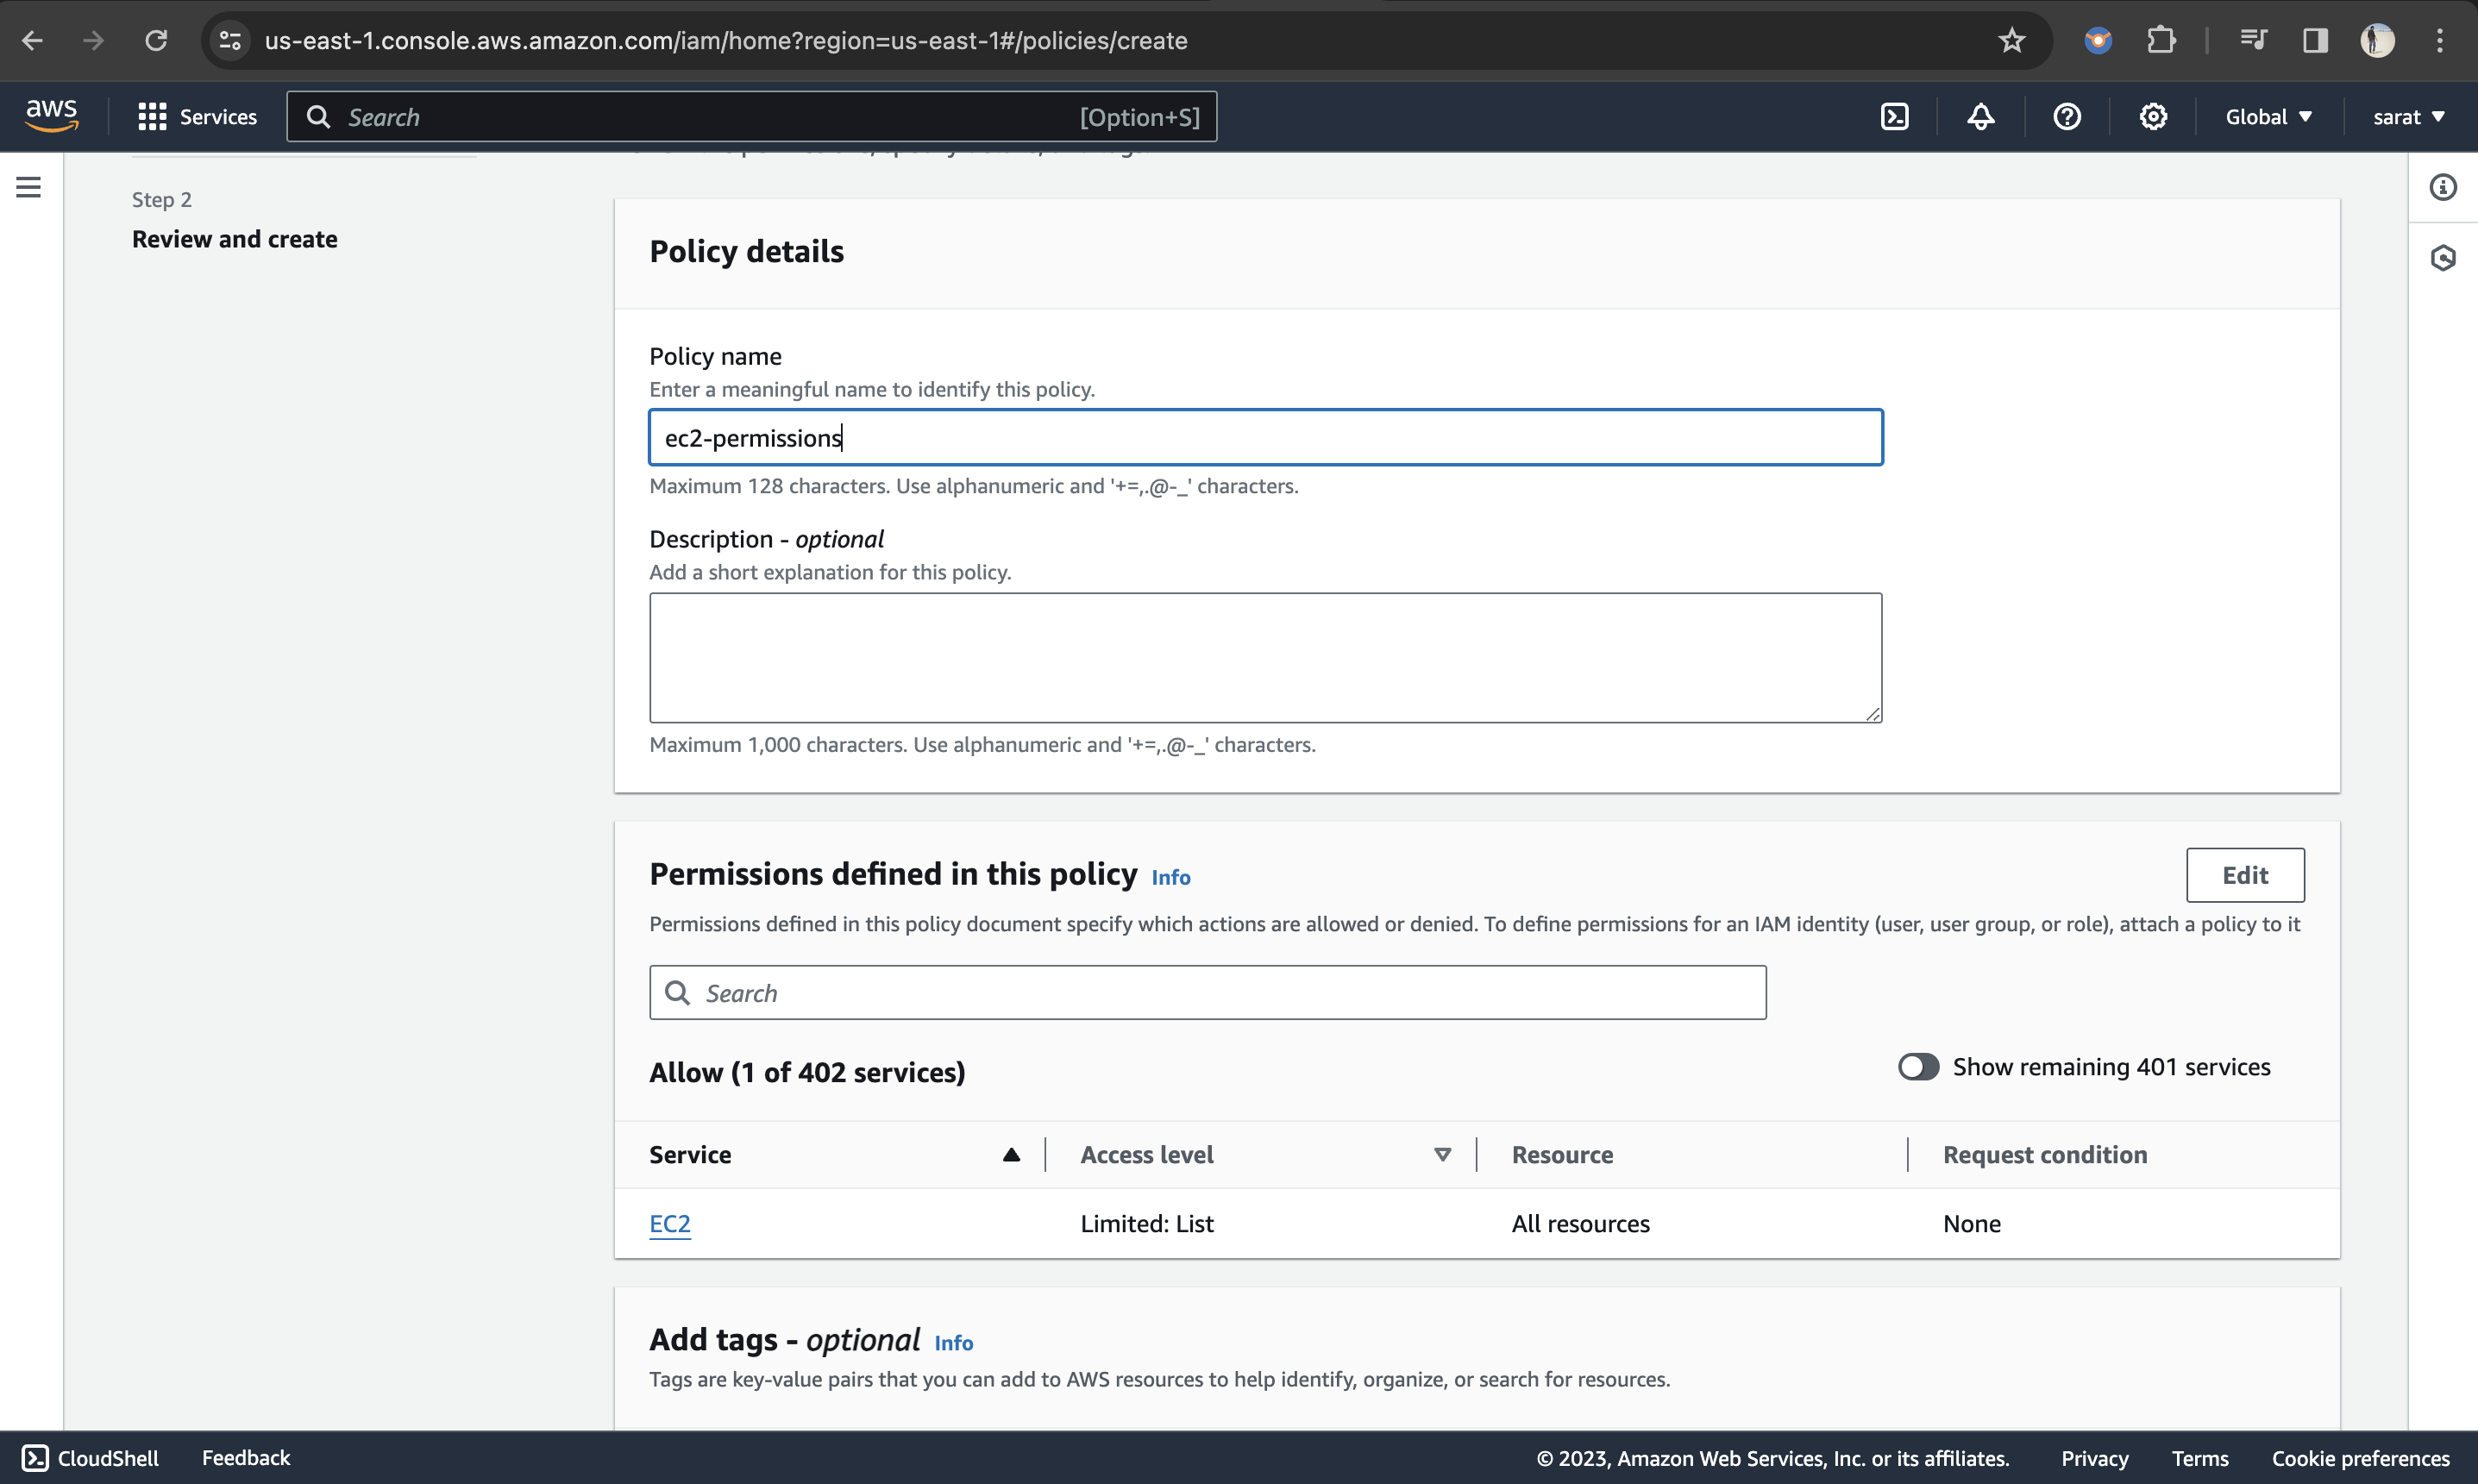 us-east-1.console.aws.amazon.com/iam/home?region=us-east-1#/policies/create
aws
Services
Search
[Option+S]
Global
sarat
Step 2
Review and create
Policy details
Policy name
Enter a meaningful name to identify this policy.
ec2-permissions
Maximum 128 characters. Use alphanumeric and '+=,.@-_' characters.
Description - optional
Add a short explanation for this policy.
Maximum 1,000 characters. Use alphanumeric and '+=,.@-_' characters.
Permissions defined in this policy Info
Edit
Permissions defined in this policy document specify which actions are allowed or denied. To define permissions for an IAM identity (user, user group, or role), attach a policy to it
Search
Allow (1 of 402 services)
Show remaining 401 services
Service Access level Resource Request condition
EC2 Limited: List All resources None
Add tags - optional Info
Tags are key-value pairs that you can add to AWS resources to help identify, organize, or search for resources.
CloudShell Feedback © 2023, Amazon Web Services, Inc. or its affiliates. Privacy Terms Cookie preferences